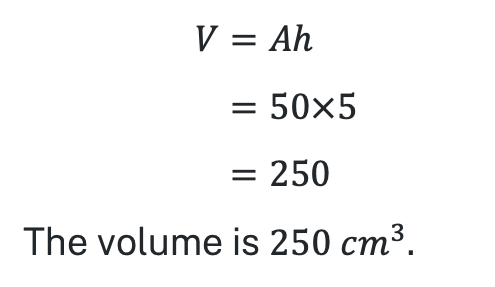 V = Ah
= 50×5
= 250
The volume is 250 cm³.